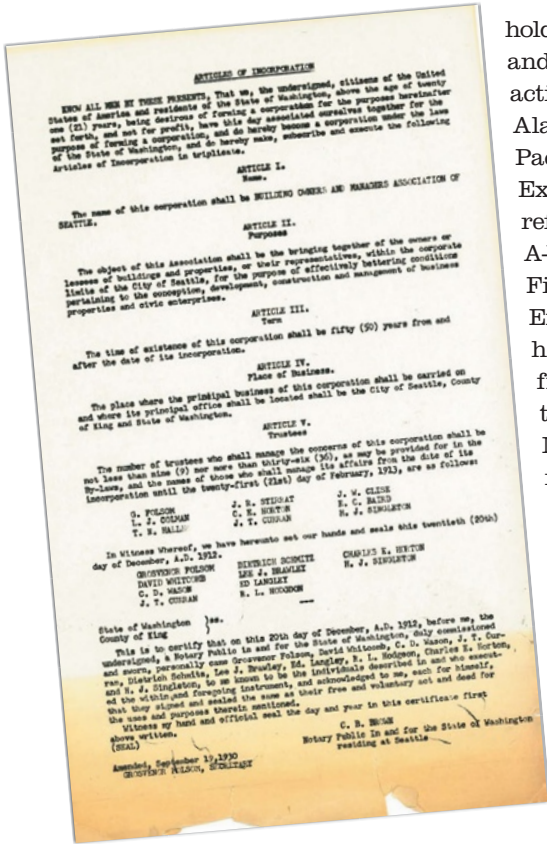 ARTICLES OF INCORPORATION
KNOW ALL MEN BY THESE PRESENTS, That we, the undersigned, citizens of the United
States of America and residents of the State of Washington, above the age of twenty
one (21) years, being desirous of forming a corporation for the purposes hereinafter
set forth, and not for profit, have this day associated ourselves together for the
purpose of forming a corporation, and do hereby become a corporation under the laws
of the State of Washington, and do hereby make, subscribe and execute the following
Articles of Incorporation in triplicate.
ARTICLE I.
Name.
The name of this corporation shall be BUILDING OWNERS AND MANAGERS ASSOCIATION OF
SEATTLE.
ARTICLE II.
Purposes
The object of this Association shall be the bringing together of the owners or
lessees of buildings and properties, or their representatives, within the corporate
limits of the City of Seattle, for the purpose of effectively bettering conditions
pertaining to the conception, development, construction and management of business
properties and civic enterprises.
ARTICLE III.
Term
The time of existence of this corporation shall be fifty (50) years from and
after the date of its incorporation.
ARTICLE IV.
Place of Business.
The place where the principal business of this corporation shall be carried on
and where its principal office shall be located shall be the City of Seattle, County
of King and State of Washington.
ARTICLE V.
Trustees
The number of trustees who shall manage the concerns of this corporation shall be
not less than nine (9) nor more than thirty-six (36), as may be provided for in the
By-laws, and the names of those who shall manage its affairs from the date of its
incorporation until the twenty-first (21st) day of February, 1913, are as follows:
G. FOLSOM J. R. STIRRAT J. W. CLISE
L. J. COLMAN C. E. HORTON E. C. BAIRD
T. N. HALLER J. T. CURRAN H. J. SINGLETON
In Witness Whereof, we have hereunto set our hands and seals this twentieth (20th)
day of December, A.D. 1912.
GROSVENOR FOLSOM DIETRICH SCHMITZ CHARLES E. HORTON
DAVID WHITCOMB LEE J. BRAWLEY H. J. SINGLETON
C. D. WASON ED LANGLEY
J. T. CURRAN R. L. HODGDON
State of Washington )ss.
County of King )
This is to certify that on this 20th day of December, A.D. 1912, before me, the
undersigned, a Notary Public in and for the State of Washington, duly commissioned
and sworn, personally came Grosvenor Folsom, David Whitcomb, C. D. Wason, J. T. Cur-
ran, Dietrich Schmitz, Lee J. Brawley, Ed. Langley, R. L. Hodgson, Charles E. Horton,
and H. J. Singleton, to me known to be the individuals described in and who execut-
ed the within and foregoing instrument, and acknowledged to me, each for himself,
that they signed and sealed the same as their free and voluntary act and deed for
the uses and purposes therein mentioned.
Witness my hand and official seal the day and year in this certificate first
above written.
(SEAL)
C. B. BROWN
Notary Public In and for the State of Washington
residing at Seattle
Amended, September 19, 1930
GROSVENOR FOLSOM, SECRETARY
hold
and
acti
Ala
Pac
Ex
re
A-
Fi
E
h
f
t